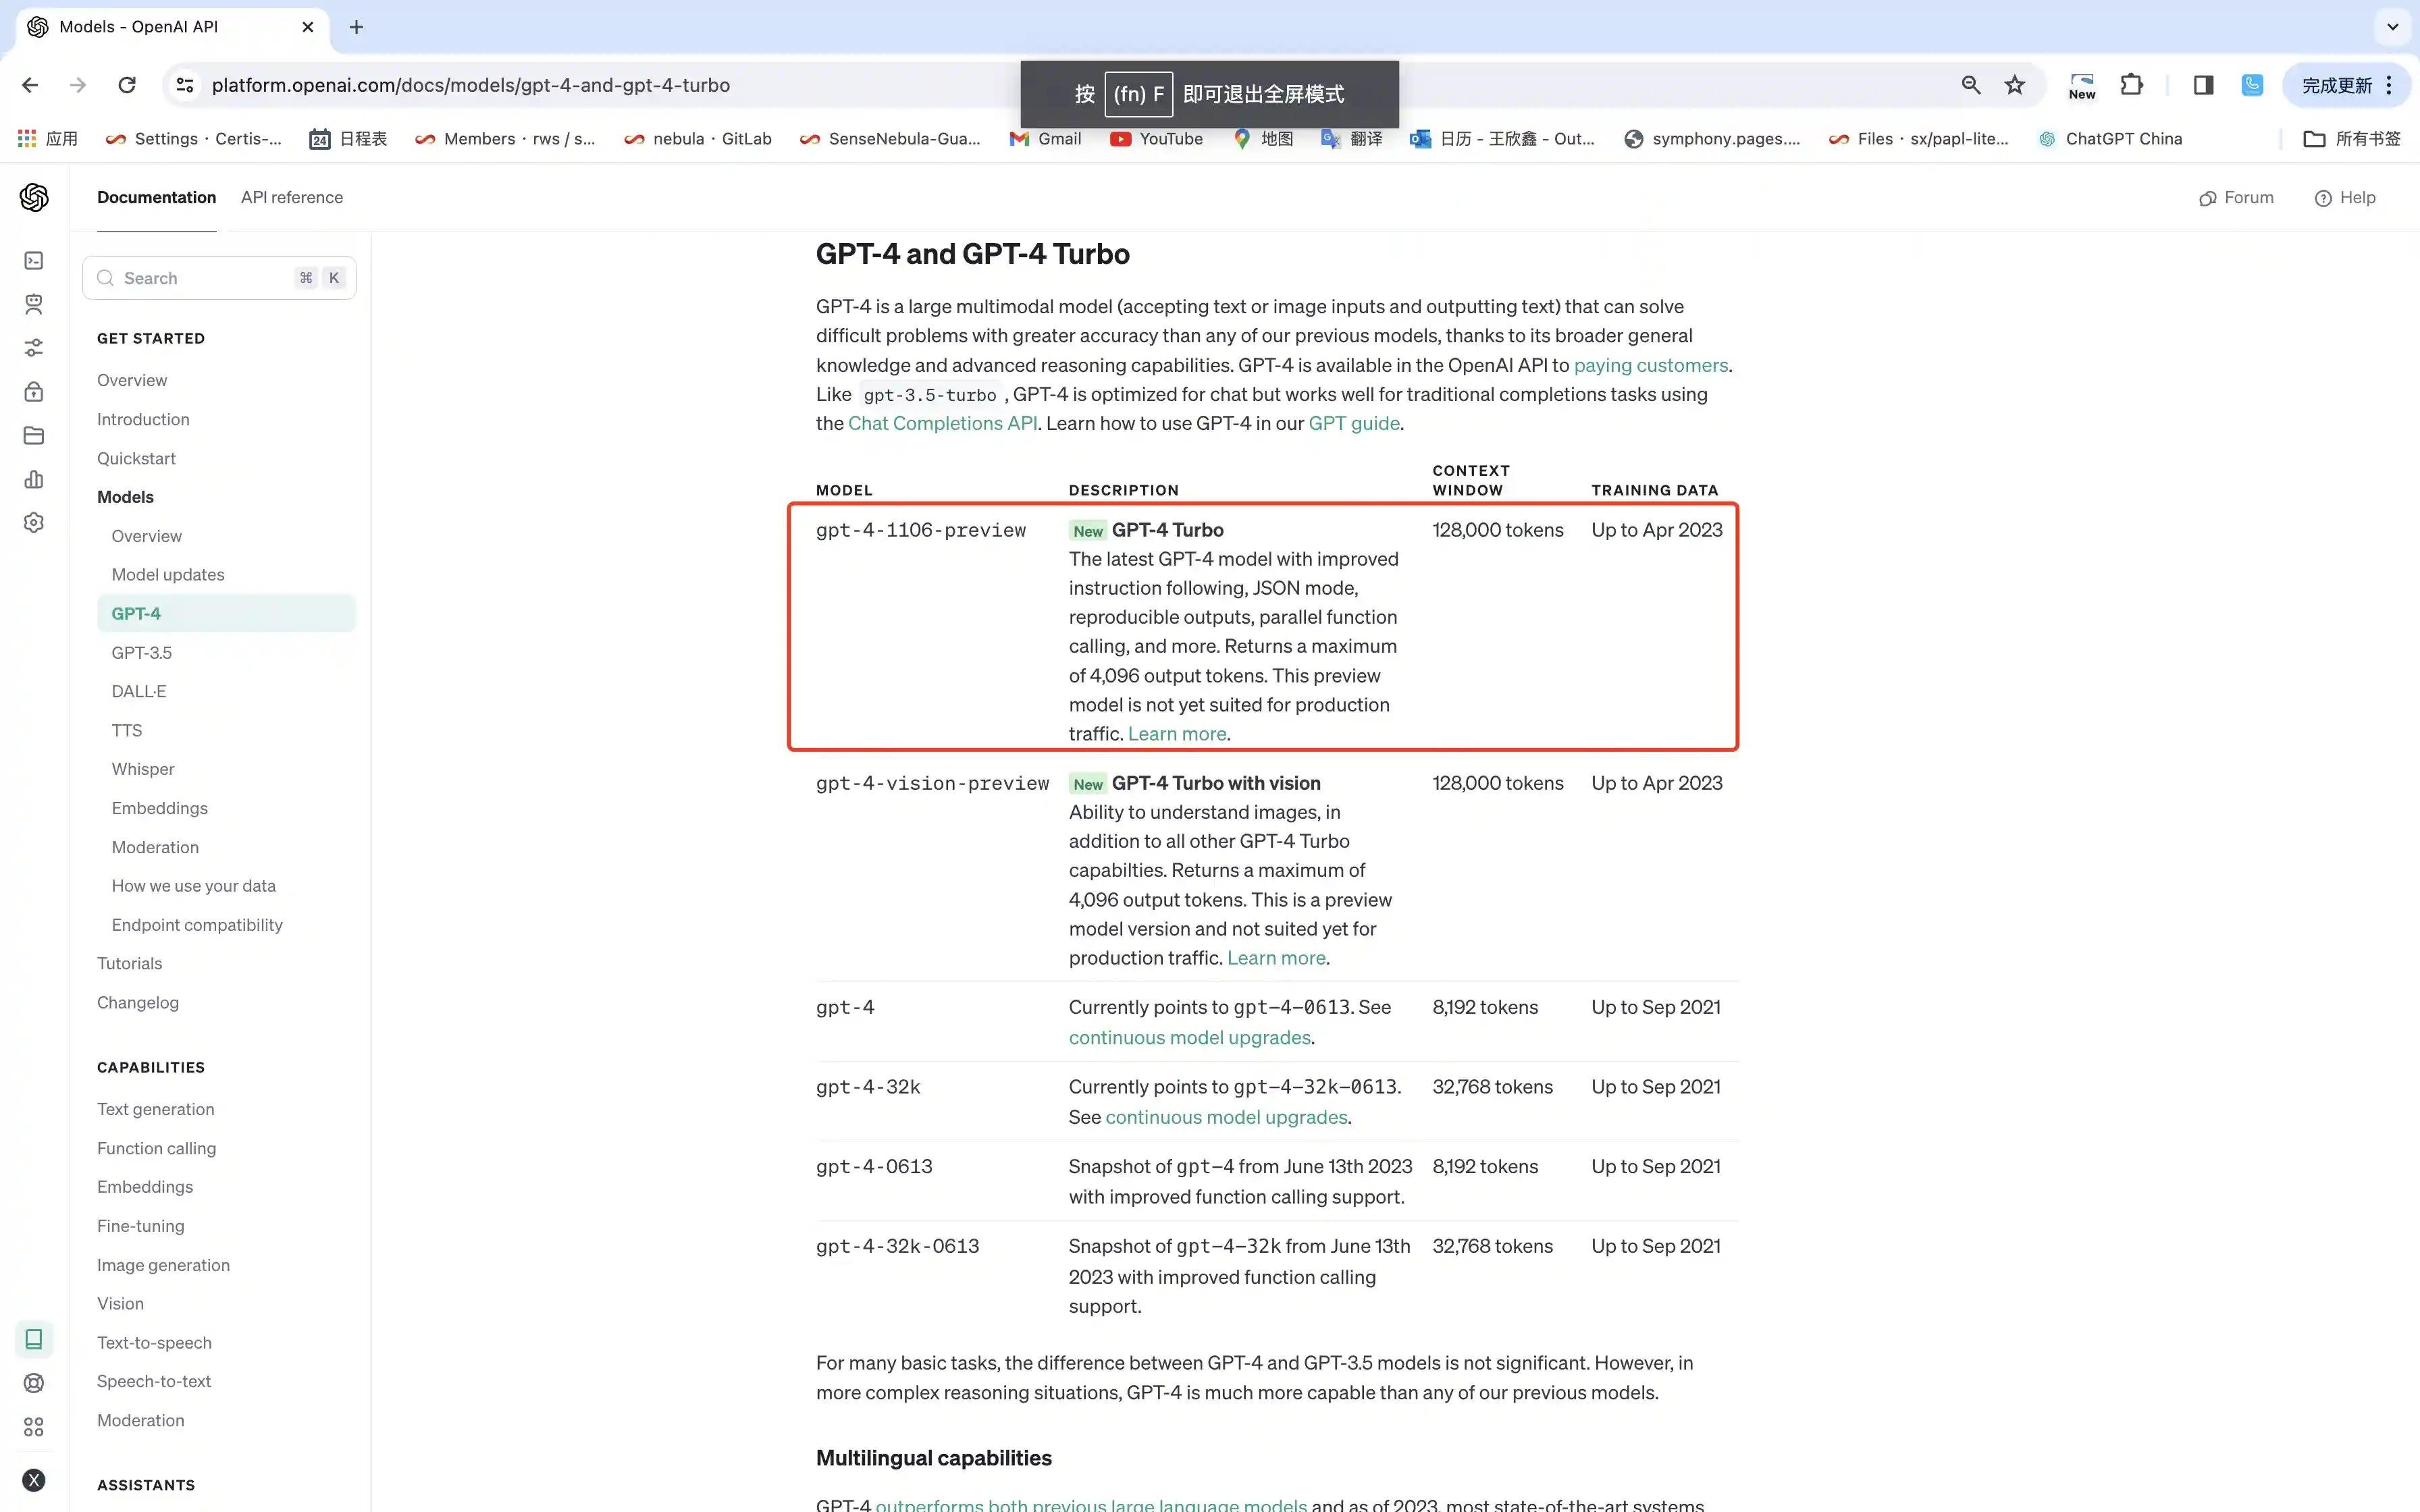 Models - OpenAI API
platform.openai.com/docs/models/gpt-4-and-gpt-4-turbo
按 (fn) F 即可退出全屏模式
New
完成更新
应用
Settings · Certis-...
24 日程表
Members · rws / s...
nebula · GitLab
SenseNebula-Gua...
Gmail
YouTube
地图
翻译
日历 - 王欣鑫 - Out...
symphony.pages....
Files · sx/papl-lite...
ChatGPT China
所有书签
Documentation
API reference
Forum
Help
Search ⌘ K
GET STARTED
Overview
Introduction
Quickstart
Models
Overview
Model updates
GPT-4
GPT-3.5
DALL·E
TTS
Whisper
Embeddings
Moderation
How we use your data
Endpoint compatibility
Tutorials
Changelog
CAPABILITIES
Text generation
Function calling
Embeddings
Fine-tuning
Image generation
Vision
Text-to-speech
Speech-to-text
Moderation
ASSISTANTS
X
GPT-4 and GPT-4 Turbo
GPT-4 is a large multimodal model (accepting text or image inputs and outputting text) that can solve
difficult problems with greater accuracy than any of our previous models, thanks to its broader general
knowledge and advanced reasoning capabilities. GPT-4 is available in the OpenAI API to paying customers.
Like gpt-3.5-turbo , GPT-4 is optimized for chat but works well for traditional completions tasks using
the Chat Completions API. Learn how to use GPT-4 in our GPT guide.
MODEL DESCRIPTION CONTEXT WINDOW TRAINING DATA
gpt-4-1106-preview New GPT-4 Turbo 128,000 tokens Up to Apr 2023
The latest GPT-4 model with improved
instruction following, JSON mode,
reproducible outputs, parallel function
calling, and more. Returns a maximum
of 4,096 output tokens. This preview
model is not yet suited for production
traffic. Learn more.
gpt-4-vision-preview New GPT-4 Turbo with vision 128,000 tokens Up to Apr 2023
Ability to understand images, in
addition to all other GPT-4 Turbo
capabilties. Returns a maximum of
4,096 output tokens. This is a preview
model version and not suited yet for
production traffic. Learn more.
gpt-4 Currently points to gpt-4-0613. See 8,192 tokens Up to Sep 2021
continuous model upgrades.
gpt-4-32k Currently points to gpt-4-32k-0613. 32,768 tokens Up to Sep 2021
See continuous model upgrades.
gpt-4-0613 Snapshot of gpt-4 from June 13th 2023 8,192 tokens Up to Sep 2021
with improved function calling support.
gpt-4-32k-0613 Snapshot of gpt-4-32k from June 13th 32,768 tokens Up to Sep 2021
2023 with improved function calling
support.
For many basic tasks, the difference between GPT-4 and GPT-3.5 models is not significant. However, in
more complex reasoning situations, GPT-4 is much more capable than any of our previous models.
Multilingual capabilities
GPT-4 outperforms both previous large language models and as of 2023, most state-of-the-art systems